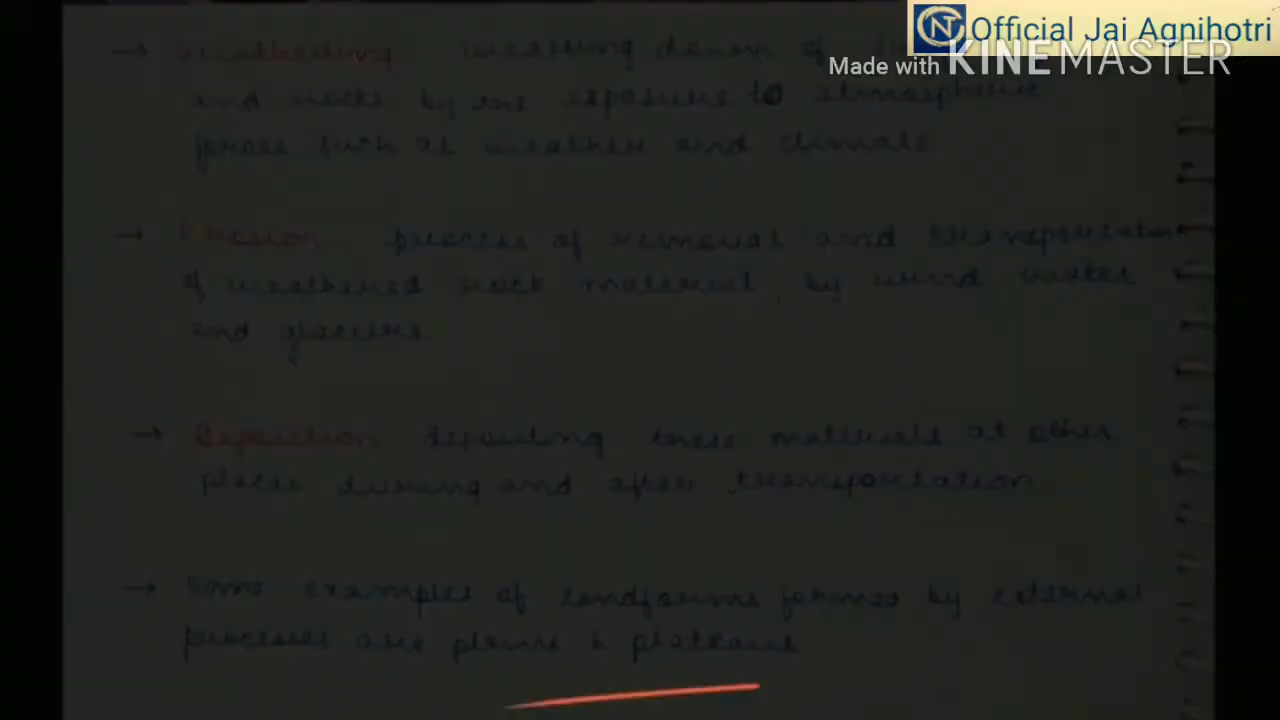 Official Jai Agnihotri
Made with KINEMASTER
→ Weathering wearing down of
and rocks by the exposure to atmospheric
forces such as weather and climate
→ Erosion process of removal and transportation
of weathered rock material by wind water
and glaciers
→ Deposition depositing these materials at other
places during and after transportation
→ Some examples of landforms formed by external
processes are plains & plateaus